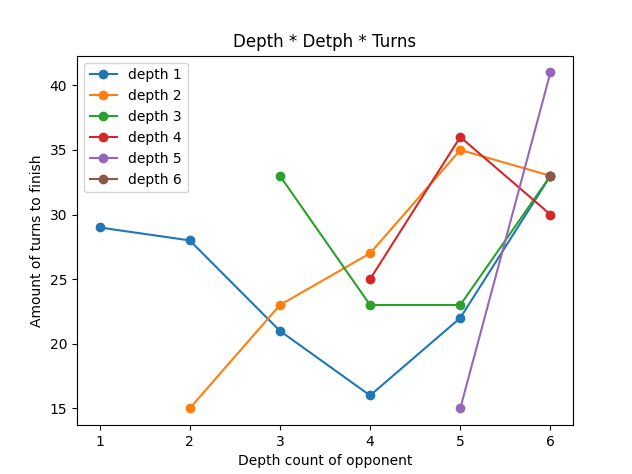 Depth * Detph * Turns
depth 1
depth 2
depth 3
depth 4
depth 5
depth 6
Amount of turns to finish
40
35
30
25
20
15
1 2 3 4 5 6
Depth count of opponent